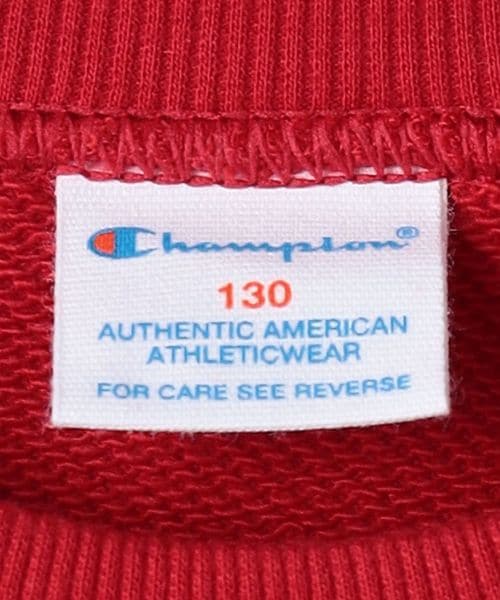 Champion®
130
AUTHENTIC AMERICAN
ATHLETICWEAR
FOR CARE SEE REVERSE